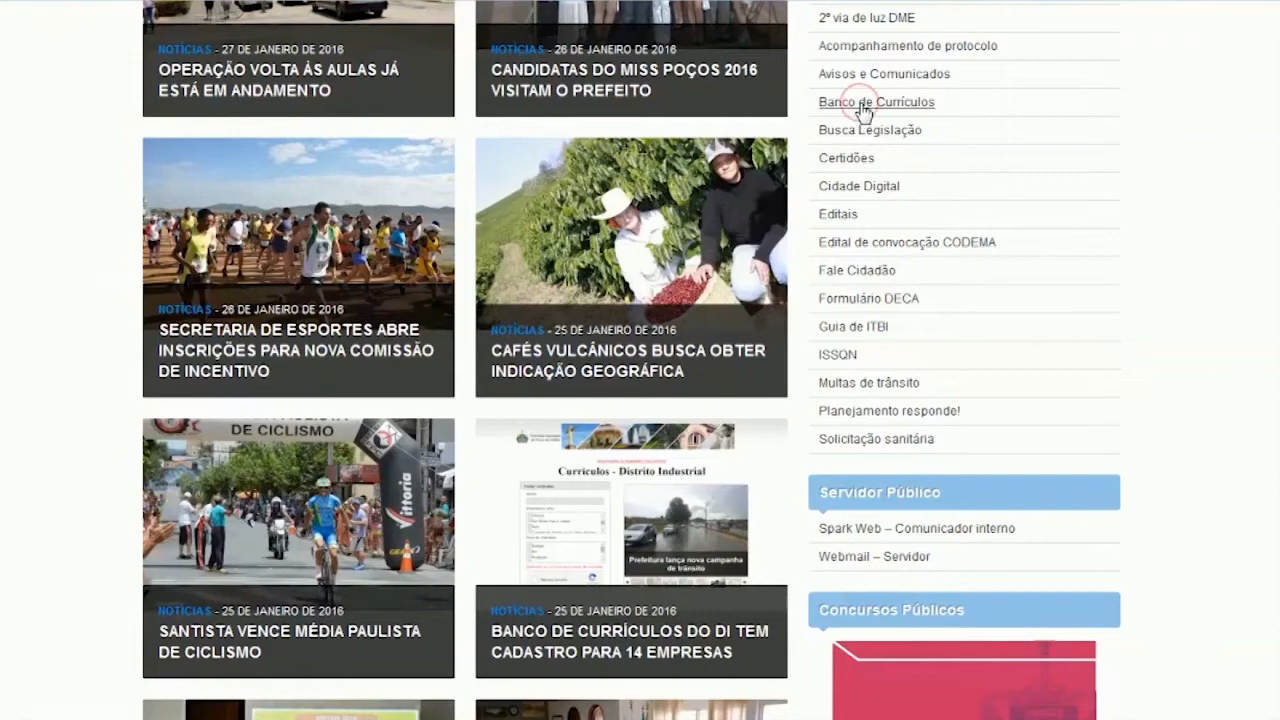 NOTÍCIAS - 27 DE JANEIRO DE 2016
OPERAÇÃO VOLTA ÀS AULAS JÁ
ESTÁ EM ANDAMENTO
NOTÍCIAS - 26 DE JANEIRO DE 2016
CANDIDATAS DO MISS POÇOS 2016
VISITAM O PREFEITO
NOTÍCIAS - 26 DE JANEIRO DE 2016
SECRETARIA DE ESPORTES ABRE
INSCRIÇÕES PARA NOVA COMISSÃO
DE INCENTIVO
NOTÍCIAS - 25 DE JANEIRO DE 2016
CAFÉS VULCÂNICOS BUSCA OBTER
INDICAÇÃO GEOGRÁFICA
DE CICLISMO
Vittoria
NOTÍCIAS - 25 DE JANEIRO DE 2016
SANTISTA VENCE MÉDIA PAULISTA
DE CICLISMO
Currículos - Distrito Industrial
Prefeitura lança nova campanha
de trânsito
NOTÍCIAS - 25 DE JANEIRO DE 2016
BANCO DE CURRÍCULOS DO DI TEM
CADASTRO PARA 14 EMPRESAS
2ª via de luz DME
Acompanhamento de protocolo
Avisos e Comunicados
Banco de Currículos
Busca Legislação
Certidões
Cidade Digital
Editais
Edital de convocação CODEMA
Fale Cidadão
Formulário DECA
Guia de ITBI
ISSQN
Multas de trânsito
Planejamento responde!
Solicitação sanitária
Servidor Público
Spark Web – Comunicador interno
Webmail – Servidor
Concursos Públicos